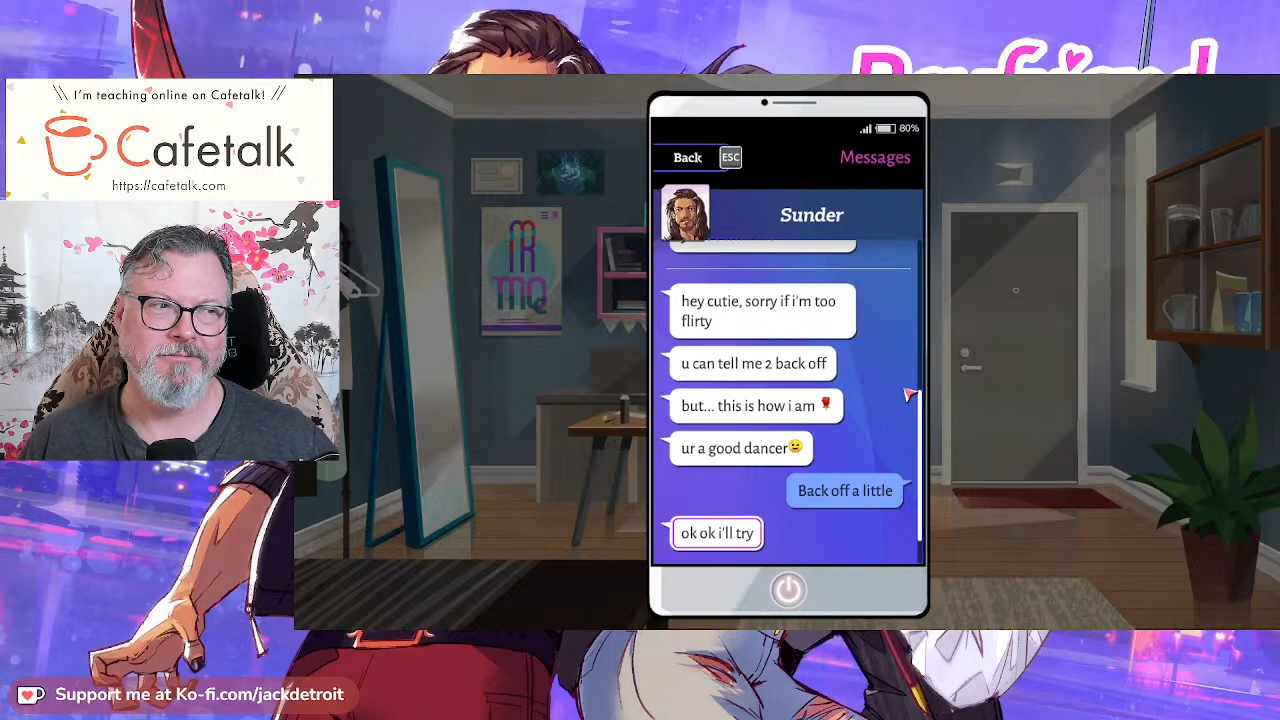 \\ I'm teaching online on Cafetalk! //
Cafetalk
https://cafetalk.com
80%
Back
ESC
Messages
Sunder
hey cutie, sorry if i'm too
flirty
u can tell me 2 back off
but... this is how i am 🌹
ur a good dancer😉
Back off a little
ok ok i'll try
Support me at Ko-fi.com/jackdetroit